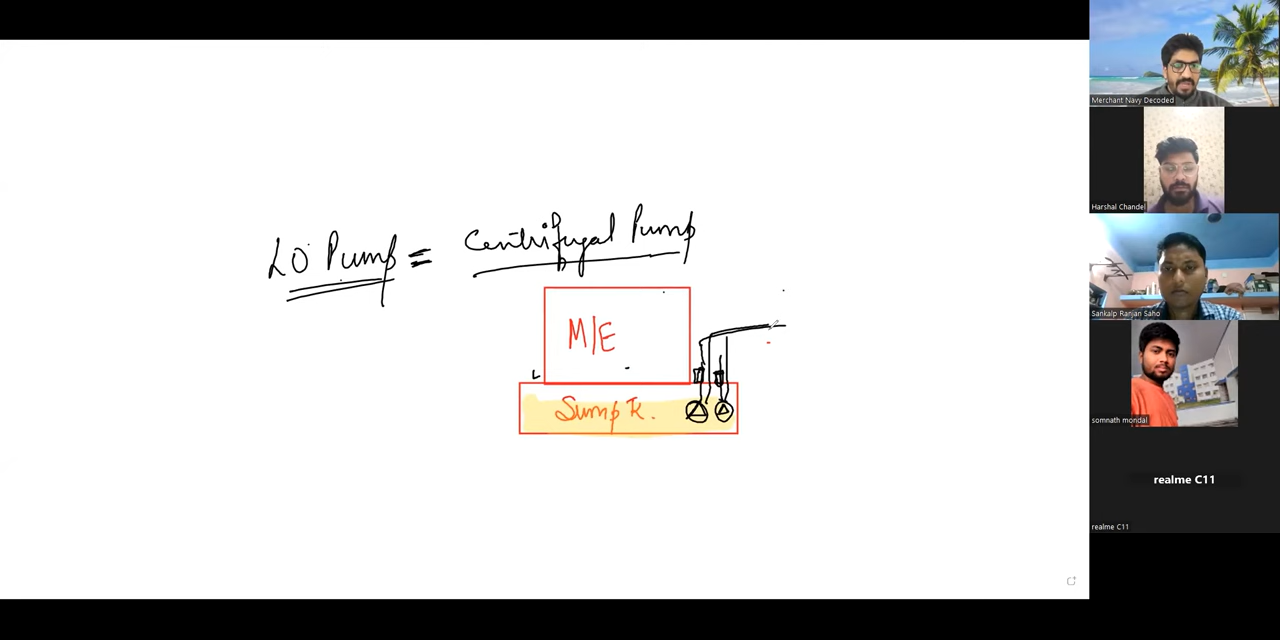 LO Pump = Centrifugal Pump
M/E
Sump Tk.
Merchant Navy Decoded
Harshal Chandel
Sankalp Ranjan Saho
somnath mondal
realme C11
realme C11